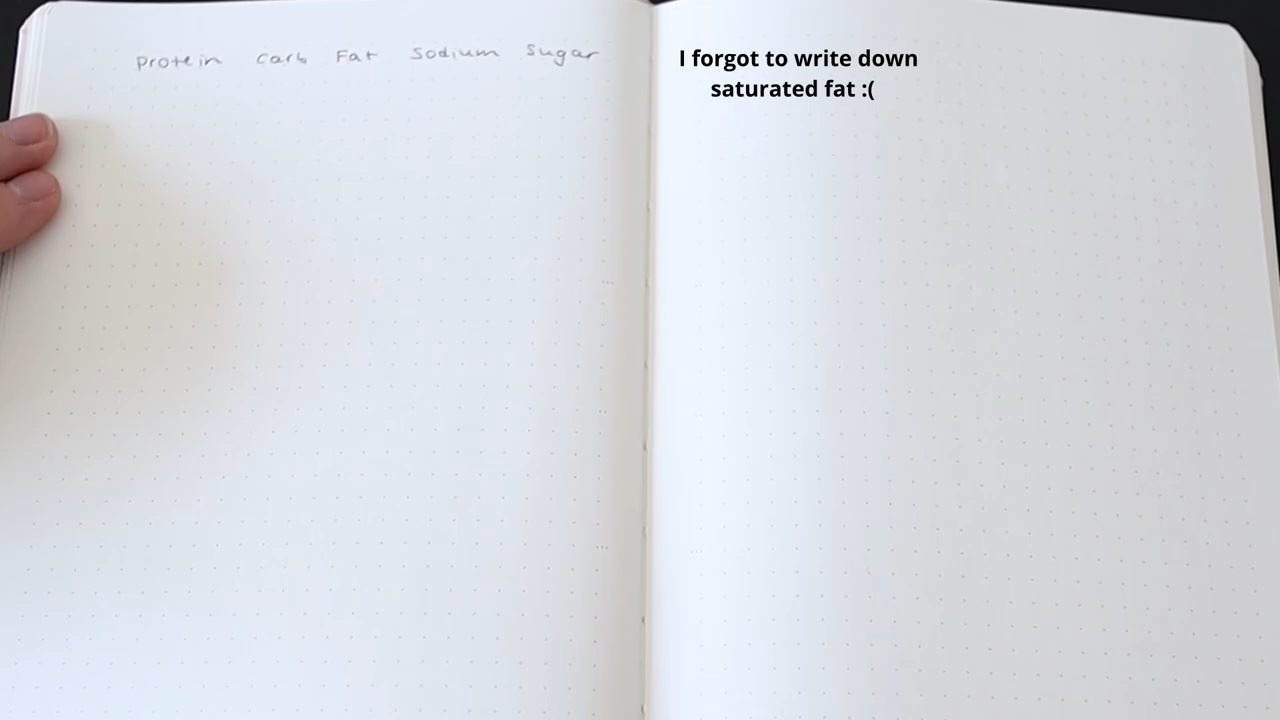 Protein Carb Fat Sodium Sugar
I forgot to write down
saturated fat :(